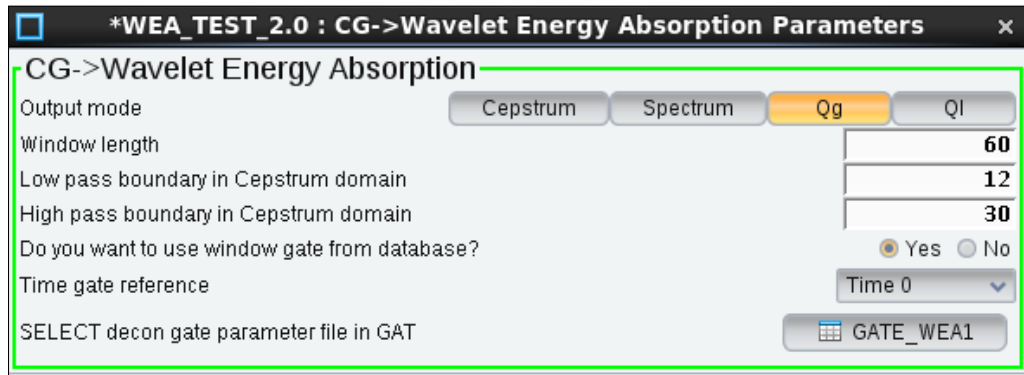 *WEA_TEST_2.0 : CG->Wavelet Energy Absorption Parameters ×
CG->Wavelet Energy Absorption
Output mode Cepstrum Spectrum Qg Ql
Window length 60
Low pass boundary in Cepstrum domain 12
High pass boundary in Cepstrum domain 30
Do you want to use window gate from database? Yes No
Time gate reference Time 0
SELECT decon gate parameter file in GAT GATE_WEA1